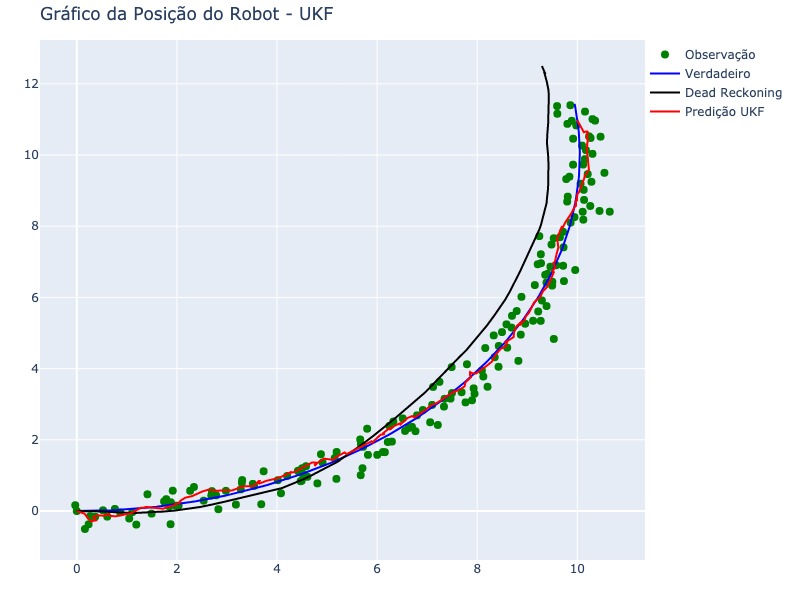 Gráfico da Posição do Robot - UKF
Observação
Verdadeiro
Dead Reckoning
Predição UKF
12
10
8
6
4
2
0
0 2 4 6 8 10